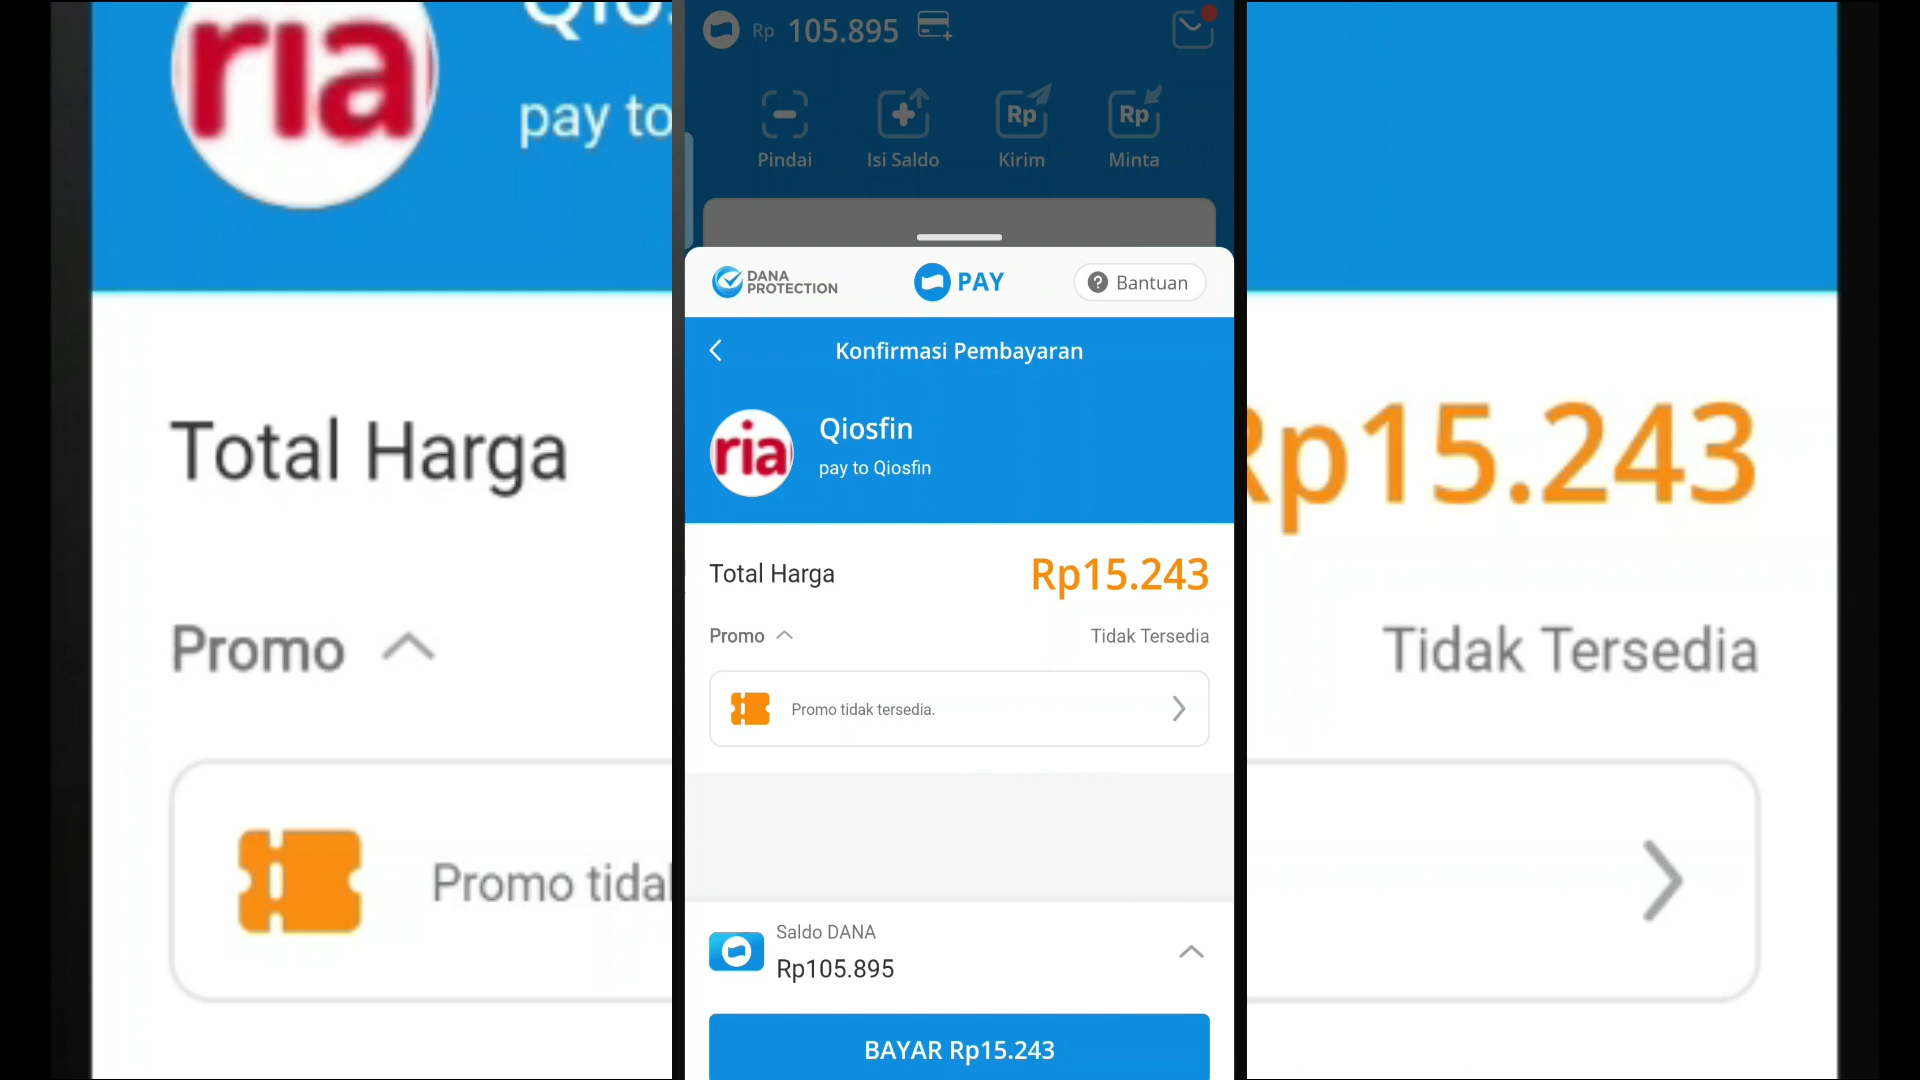 Rp 105.895
Pindai
Isi Saldo
Rp
Kirim
Rp
Minta
DANA
PROTECTION
PAY
? Bantuan
Konfirmasi Pembayaran
ria
Qiosfin
pay to Qiosfin
Total Harga
Rp15.243
Promo
Tidak Tersedia
Promo tidak tersedia.
Saldo DANA
Rp105.895
BAYAR Rp15.243
ria
pay to
Total Harga
Rp15.243
Promo
Tidak Tersedia
Promo